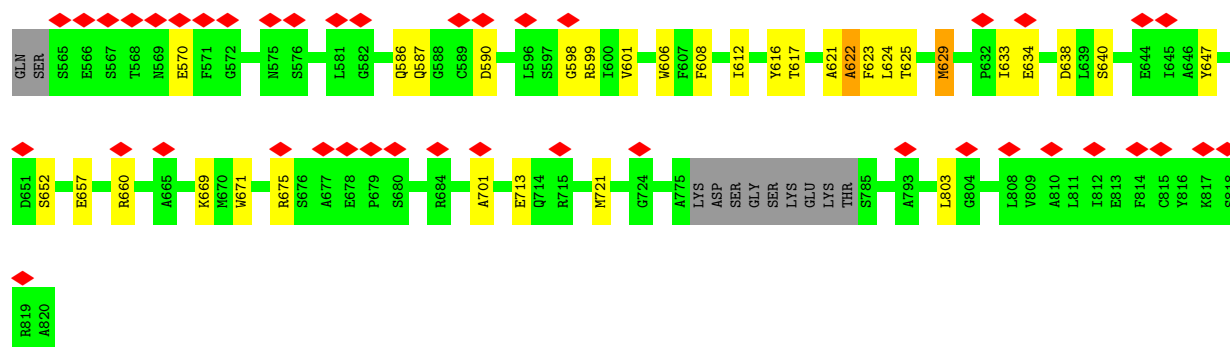 GLN SER S565 E566 S567 T568 N569 E570 F571 G572 N575 S576 L581 G582 Q586 Q587 G588 C589 D590 L596 S597 G598 R599 I600 V601 W606 F607 F608 I612 Y616 T617 A621 A622 F623 L624 T625 M629 P632 I633 E634 D638 L639 S640 E644 I645 A646 Y647
D651 S652 E657 R660 A665 K669 M670 W671 R675 S676 A677 E678 P679 S680 R684 A701 E713 Q714 R715 M721 G724 A775 LYS ASP SER GLY SER LYS GLU LYS THR S785 A793 L803 G804 L808 V809 A810 L811 I812 E813 F814 C815 Y816 K817 S818
R819 A820